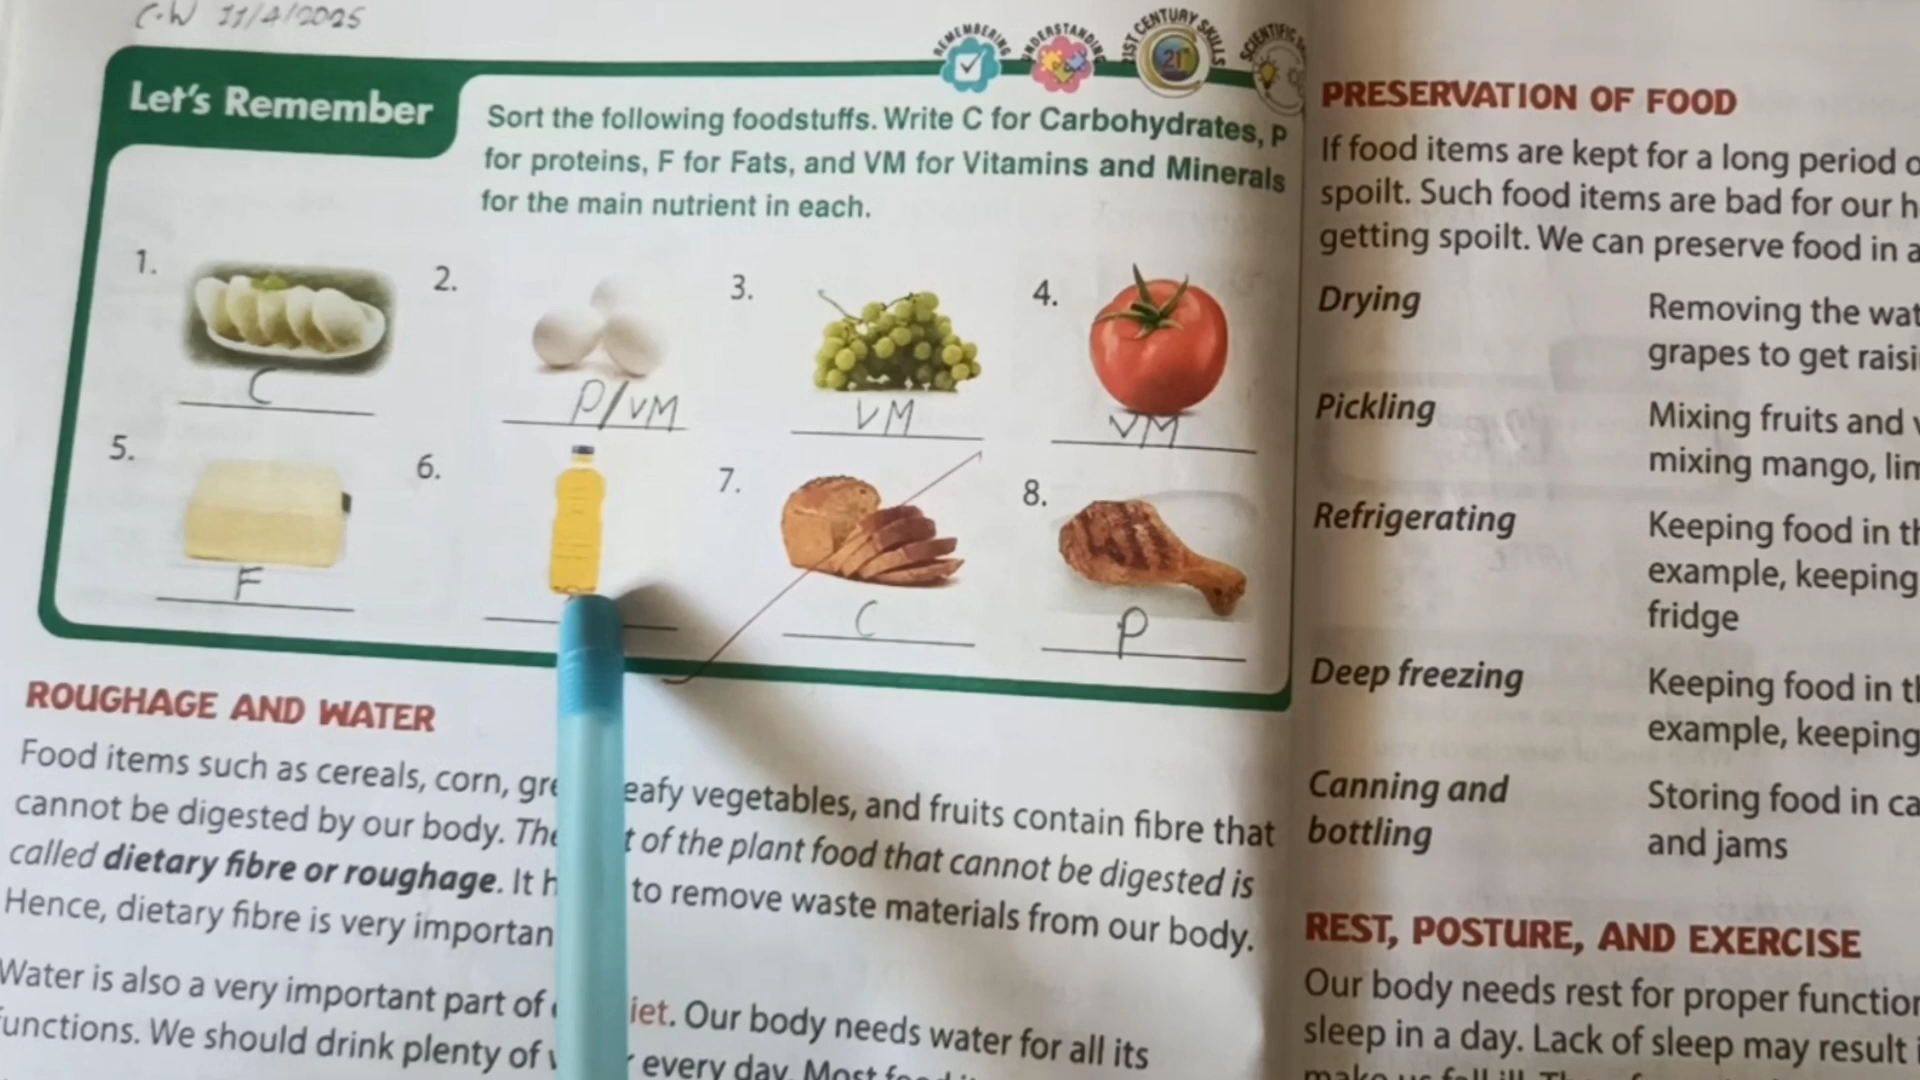 C.W 11/4/2025
REMEMBERING
UNDERSTANDING
21ST CENTURY SKILLS
21st
SCIENTIFIC
Let's Remember
Sort the following foodstuffs. Write C for Carbohydrates, P
for proteins, F for Fats, and VM for Vitamins and Minerals
for the main nutrient in each.
1.
2.
3.
4.
C
P/VM
VM
VM
5.
6.
7.
8.
F
C
P
ROUGHAGE AND WATER
Food items such as cereals, corn, gre eafy vegetables, and fruits contain fibre that
cannot be digested by our body. The t of the plant food that cannot be digested is
called dietary fibre or roughage. It h to remove waste materials from our body.
Hence, dietary fibre is very importan
Water is also a very important part of iet. Our body needs water for all its
functions. We should drink plenty of every day. Most
PRESERVATION OF FOOD
If food items are kept for a long period o
spoilt. Such food items are bad for our h
getting spoilt. We can preserve food in a
Drying Removing the wat
grapes to get raisi
Pickling Mixing fruits and v
mixing mango, lim
Refrigerating Keeping food in th
example, keeping
fridge
Deep freezing Keeping food in th
example, keeping
Canning and Storing food in ca
bottling and jams
REST, POSTURE, AND EXERCISE
Our body needs rest for proper function
sleep in a day. Lack of sleep may result i
make us fall ill.